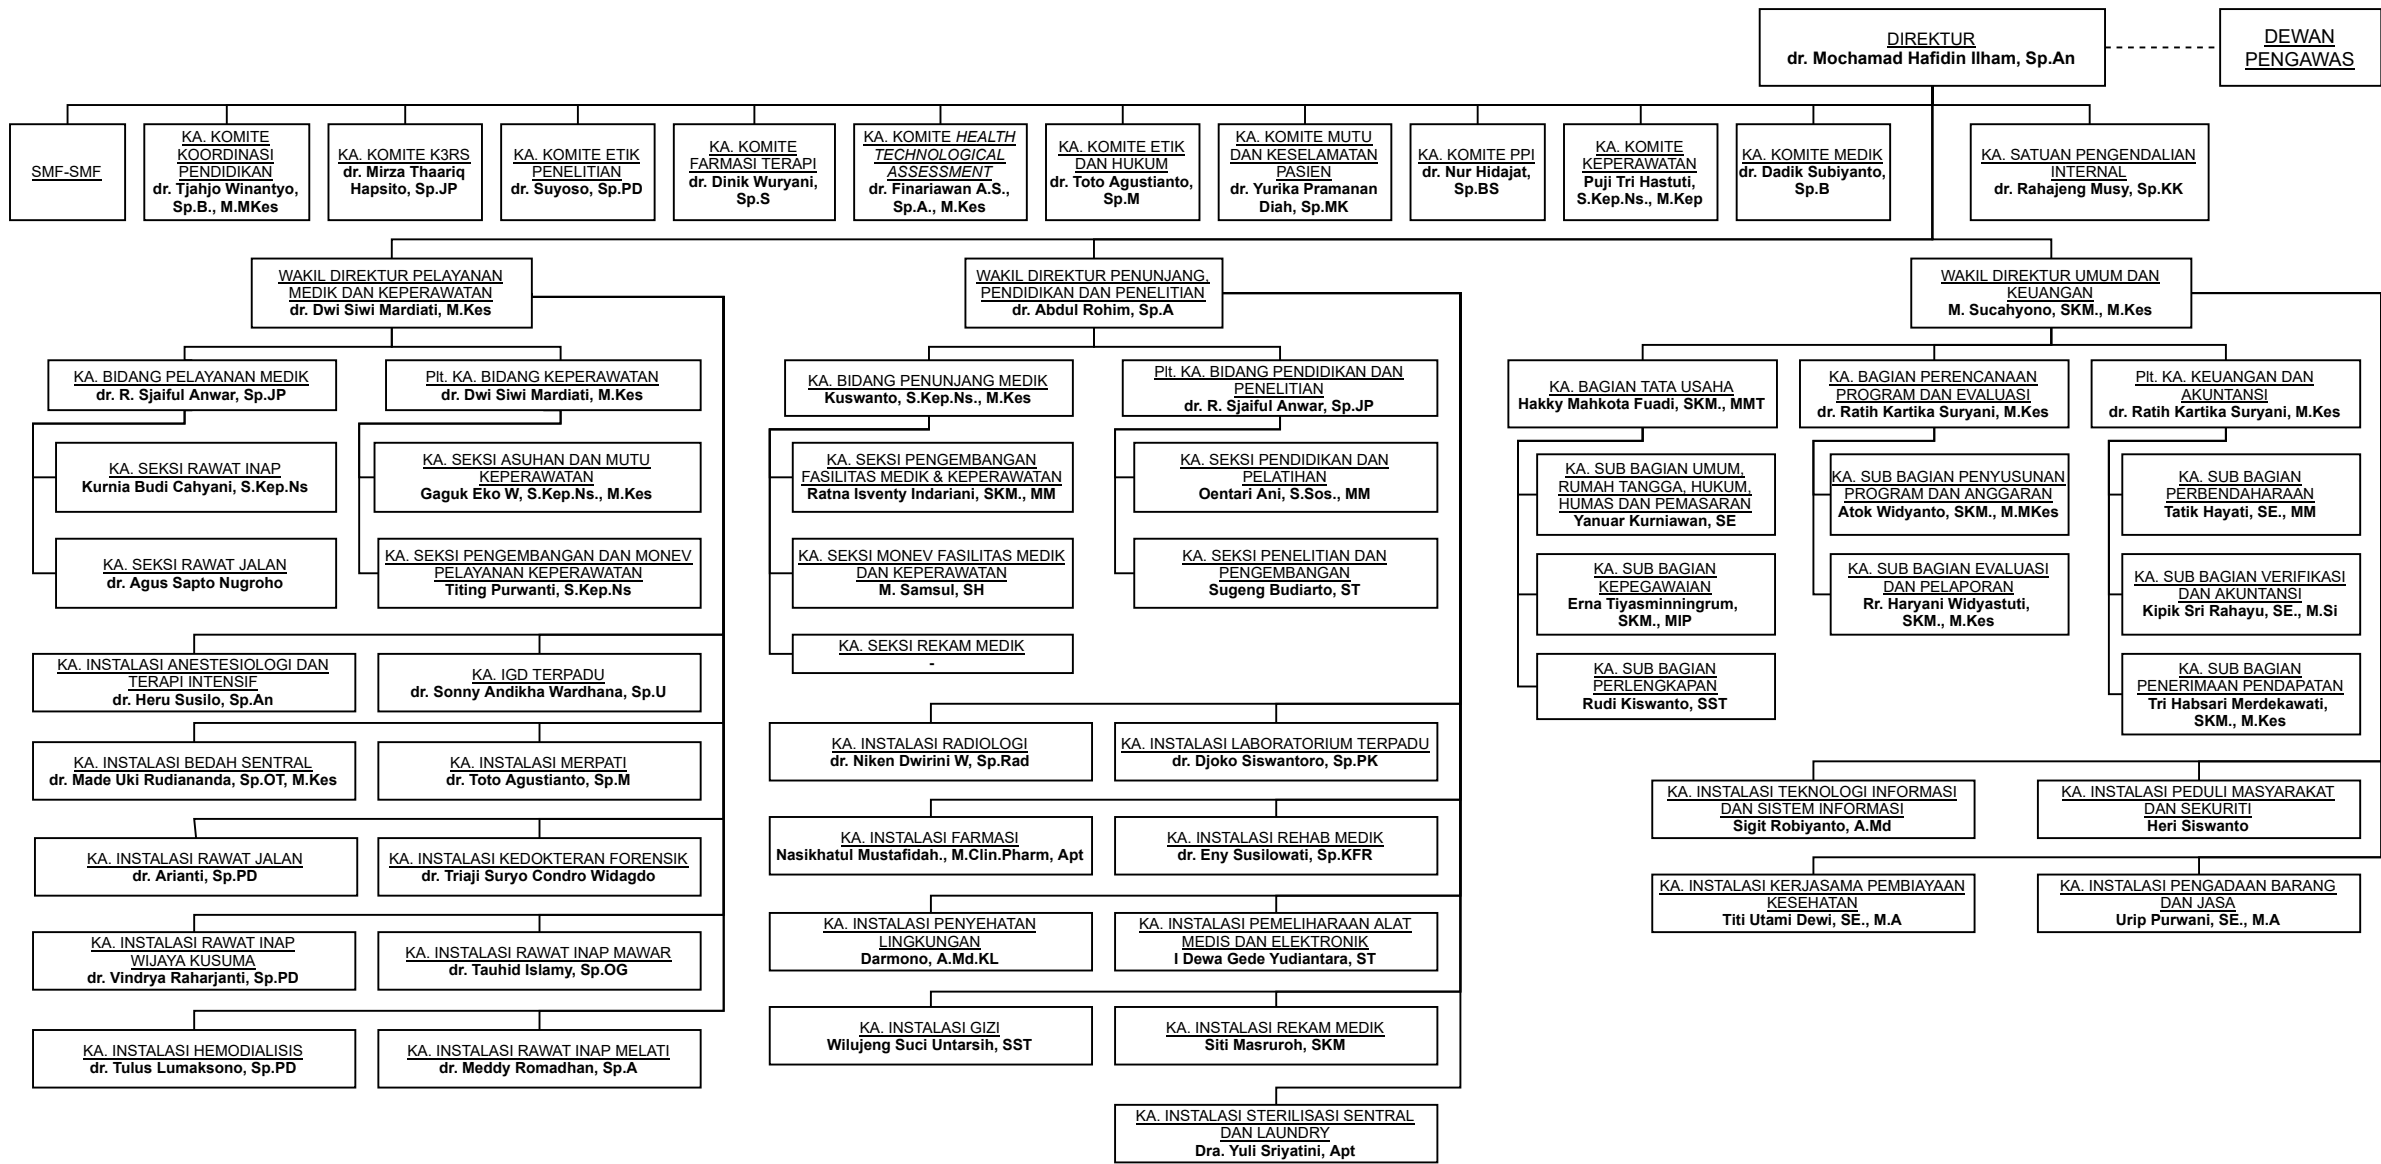 DIREKTUR
dr. Mochamad Hafidin Ilham, Sp.An
DEWAN
PENGAWAS
SMF-SMF
KA. KOMITE
KOORDINASI
PENDIDIKAN
dr. Tjahjo Winantyo,
Sp.B., M.MKes
KA. KOMITE K3RS
dr. Mirza Thaariq
Hapsito, Sp.JP
KA. KOMITE ETIK
PENELITIAN
dr. Suyoso, Sp.PD
KA. KOMITE
FARMASI TERAPI
dr. Dinik Wuryani,
Sp.S
KA. KOMITE HEALTH
TECHNOLOGICAL
ASSESSMENT
dr. Finariawan A.S.,
Sp.A., M.Kes
KA. KOMITE ETIK
DAN HUKUM
dr. Toto Agustianto,
Sp.M
KA. KOMITE MUTU
DAN KESELAMATAN
PASIEN
dr. Yurika Pramanan
Diah, Sp.MK
KA. KOMITE PPI
dr. Nur Hidajat,
Sp.BS
KA. KOMITE
KEPERAWATAN
Puji Tri Hastuti,
S.Kep.Ns., M.Kep
KA. KOMITE MEDIK
dr. Dadik Subiyanto,
Sp.B
KA. SATUAN PENGENDALIAN
INTERNAL
dr. Rahajeng Musy, Sp.KK
WAKIL DIREKTUR PELAYANAN
MEDIK DAN KEPERAWATAN
dr. Dwi Siwi Mardiati, M.Kes
WAKIL DIREKTUR PENUNJANG,
PENDIDIKAN DAN PENELITIAN
dr. Abdul Rohim, Sp.A
WAKIL DIREKTUR UMUM DAN
KEUANGAN
M. Sucahyono, SKM., M.Kes
KA. BIDANG PELAYANAN MEDIK
dr. R. Sjaiful Anwar, Sp.JP
Plt. KA. BIDANG KEPERAWATAN
dr. Dwi Siwi Mardiati, M.Kes
KA. BIDANG PENUNJANG MEDIK
Kuswanto, S.Kep.Ns., M.Kes
Plt. KA. BIDANG PENDIDIKAN DAN
PENELITIAN
dr. R. Sjaiful Anwar, Sp.JP
KA. BAGIAN TATA USAHA
Hakky Mahkota Fuadi, SKM., MMT
KA. BAGIAN PERENCANAAN
PROGRAM DAN EVALUASI
dr. Ratih Kartika Suryani, M.Kes
Plt. KA. KEUANGAN DAN
AKUNTANSI
dr. Ratih Kartika Suryani, M.Kes
KA. SEKSI RAWAT INAP
Kurnia Budi Cahyani, S.Kep.Ns
KA. SEKSI ASUHAN DAN MUTU
KEPERAWATAN
Gaguk Eko W, S.Kep.Ns., M.Kes
KA. SEKSI PENGEMBANGAN
FASILITAS MEDIK & KEPERAWATAN
Ratna Isventy Indariani, SKM., MM
KA. SEKSI PENDIDIKAN DAN
PELATIHAN
Oentari Ani, S.Sos., MM
KA. SUB BAGIAN UMUM,
RUMAH TANGGA, HUKUM,
HUMAS DAN PEMASARAN
Yanuar Kurniawan, SE
KA. SUB BAGIAN PENYUSUNAN
PROGRAM DAN ANGGARAN
Atok Widyanto, SKM., M.MKes
KA. SUB BAGIAN
PERBENDAHARAAN
Tatik Hayati, SE., MM
KA. SEKSI RAWAT JALAN
dr. Agus Sapto Nugroho
KA. SEKSI PENGEMBANGAN DAN MONEV
PELAYANAN KEPERAWATAN
Titing Purwanti, S.Kep.Ns
KA. SEKSI MONEV FASILITAS MEDIK
DAN KEPERAWATAN
M. Samsul, SH
KA. SEKSI PENELITIAN DAN
PENGEMBANGAN
Sugeng Budiarto, ST
KA. SUB BAGIAN
KEPEGAWAIAN
Erna Tiyasminningrum,
SKM., MIP
KA. SUB BAGIAN EVALUASI
DAN PELAPORAN
Rr. Haryani Widyastuti,
SKM., M.Kes
KA. SUB BAGIAN VERIFIKASI
DAN AKUNTANSI
Kipik Sri Rahayu, SE., M.Si
KA. SEKSI REKAM MEDIK
-
KA. SUB BAGIAN
PERLENGKAPAN
Rudi Kiswanto, SST
KA. SUB BAGIAN
PENERIMAAN PENDAPATAN
Tri Habsari Merdekawati,
SKM., M.Kes
KA. INSTALASI ANESTESIOLOGI DAN
TERAPI INTENSIF
dr. Heru Susilo, Sp.An
KA. IGD TERPADU
dr. Sonny Andikha Wardhana, Sp.U
KA. INSTALASI BEDAH SENTRAL
dr. Made Uki Rudiananda, Sp.OT, M.Kes
KA. INSTALASI MERPATI
dr. Toto Agustianto, Sp.M
KA. INSTALASI RADIOLOGI
dr. Niken Dwirini W, Sp.Rad
KA. INSTALASI LABORATORIUM TERPADU
dr. Djoko Siswantoro, Sp.PK
KA. INSTALASI TEKNOLOGI INFORMASI
DAN SISTEM INFORMASI
Sigit Robiyanto, A.Md
KA. INSTALASI PEDULI MASYARAKAT
DAN SEKURITI
Heri Siswanto
KA. INSTALASI RAWAT JALAN
dr. Arianti, Sp.PD
KA. INSTALASI KEDOKTERAN FORENSIK
dr. Triaji Suryo Condro Widagdo
KA. INSTALASI FARMASI
Nasikhatul Mustafidah., M.Clin.Pharm, Apt
KA. INSTALASI REHAB MEDIK
dr. Eny Susilowati, Sp.KFR
KA. INSTALASI KERJASAMA PEMBIAYAAN
KESEHATAN
Titi Utami Dewi, SE., M.A
KA. INSTALASI PENGADAAN BARANG
DAN JASA
Urip Purwani, SE., M.A
KA. INSTALASI RAWAT INAP
WIJAYA KUSUMA
dr. Vindrya Raharjanti, Sp.PD
KA. INSTALASI RAWAT INAP MAWAR
dr. Tauhid Islamy, Sp.OG
KA. INSTALASI PENYEHATAN
LINGKUNGAN
Darmono, A.Md.KL
KA. INSTALASI PEMELIHARAAN ALAT
MEDIS DAN ELEKTRONIK
I Dewa Gede Yudiantara, ST
KA. INSTALASI HEMODIALISIS
dr. Tulus Lumaksono, Sp.PD
KA. INSTALASI RAWAT INAP MELATI
dr. Meddy Romadhan, Sp.A
KA. INSTALASI GIZI
Wilujeng Suci Untarsih, SST
KA. INSTALASI REKAM MEDIK
Siti Masruroh, SKM
KA. INSTALASI STERILISASI SENTRAL
DAN LAUNDRY
Dra. Yuli Sriyatini, Apt